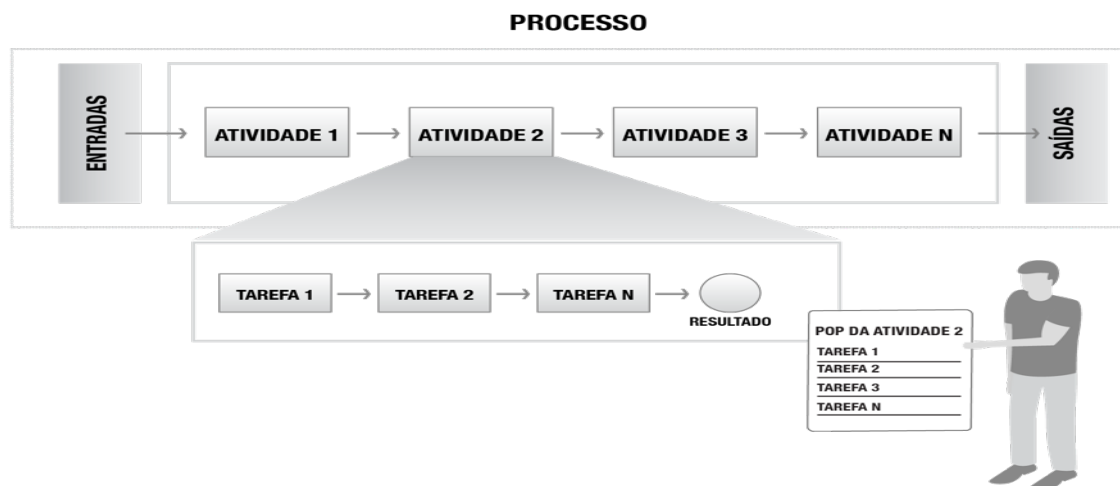 PROCESSO
ENTRADAS
ATIVIDADE 1
ATIVIDADE 2
ATIVIDADE 3
ATIVIDADE N
SAÍDAS
TAREFA 1
TAREFA 2
TAREFA N
RESULTADO
POP DA ATIVIDADE 2
TAREFA 1
TAREFA 2
TAREFA 3
TAREFA N